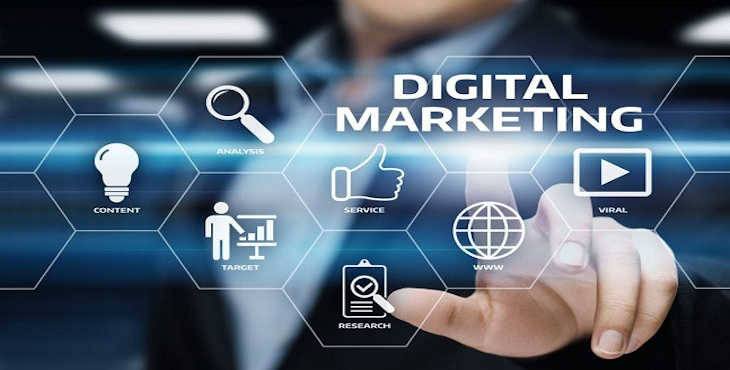 DIGITAL
MARKETING
ANALYSIS
CONTENT
SERVICE
VIRAL
TARGET
WWW
RESEARCH